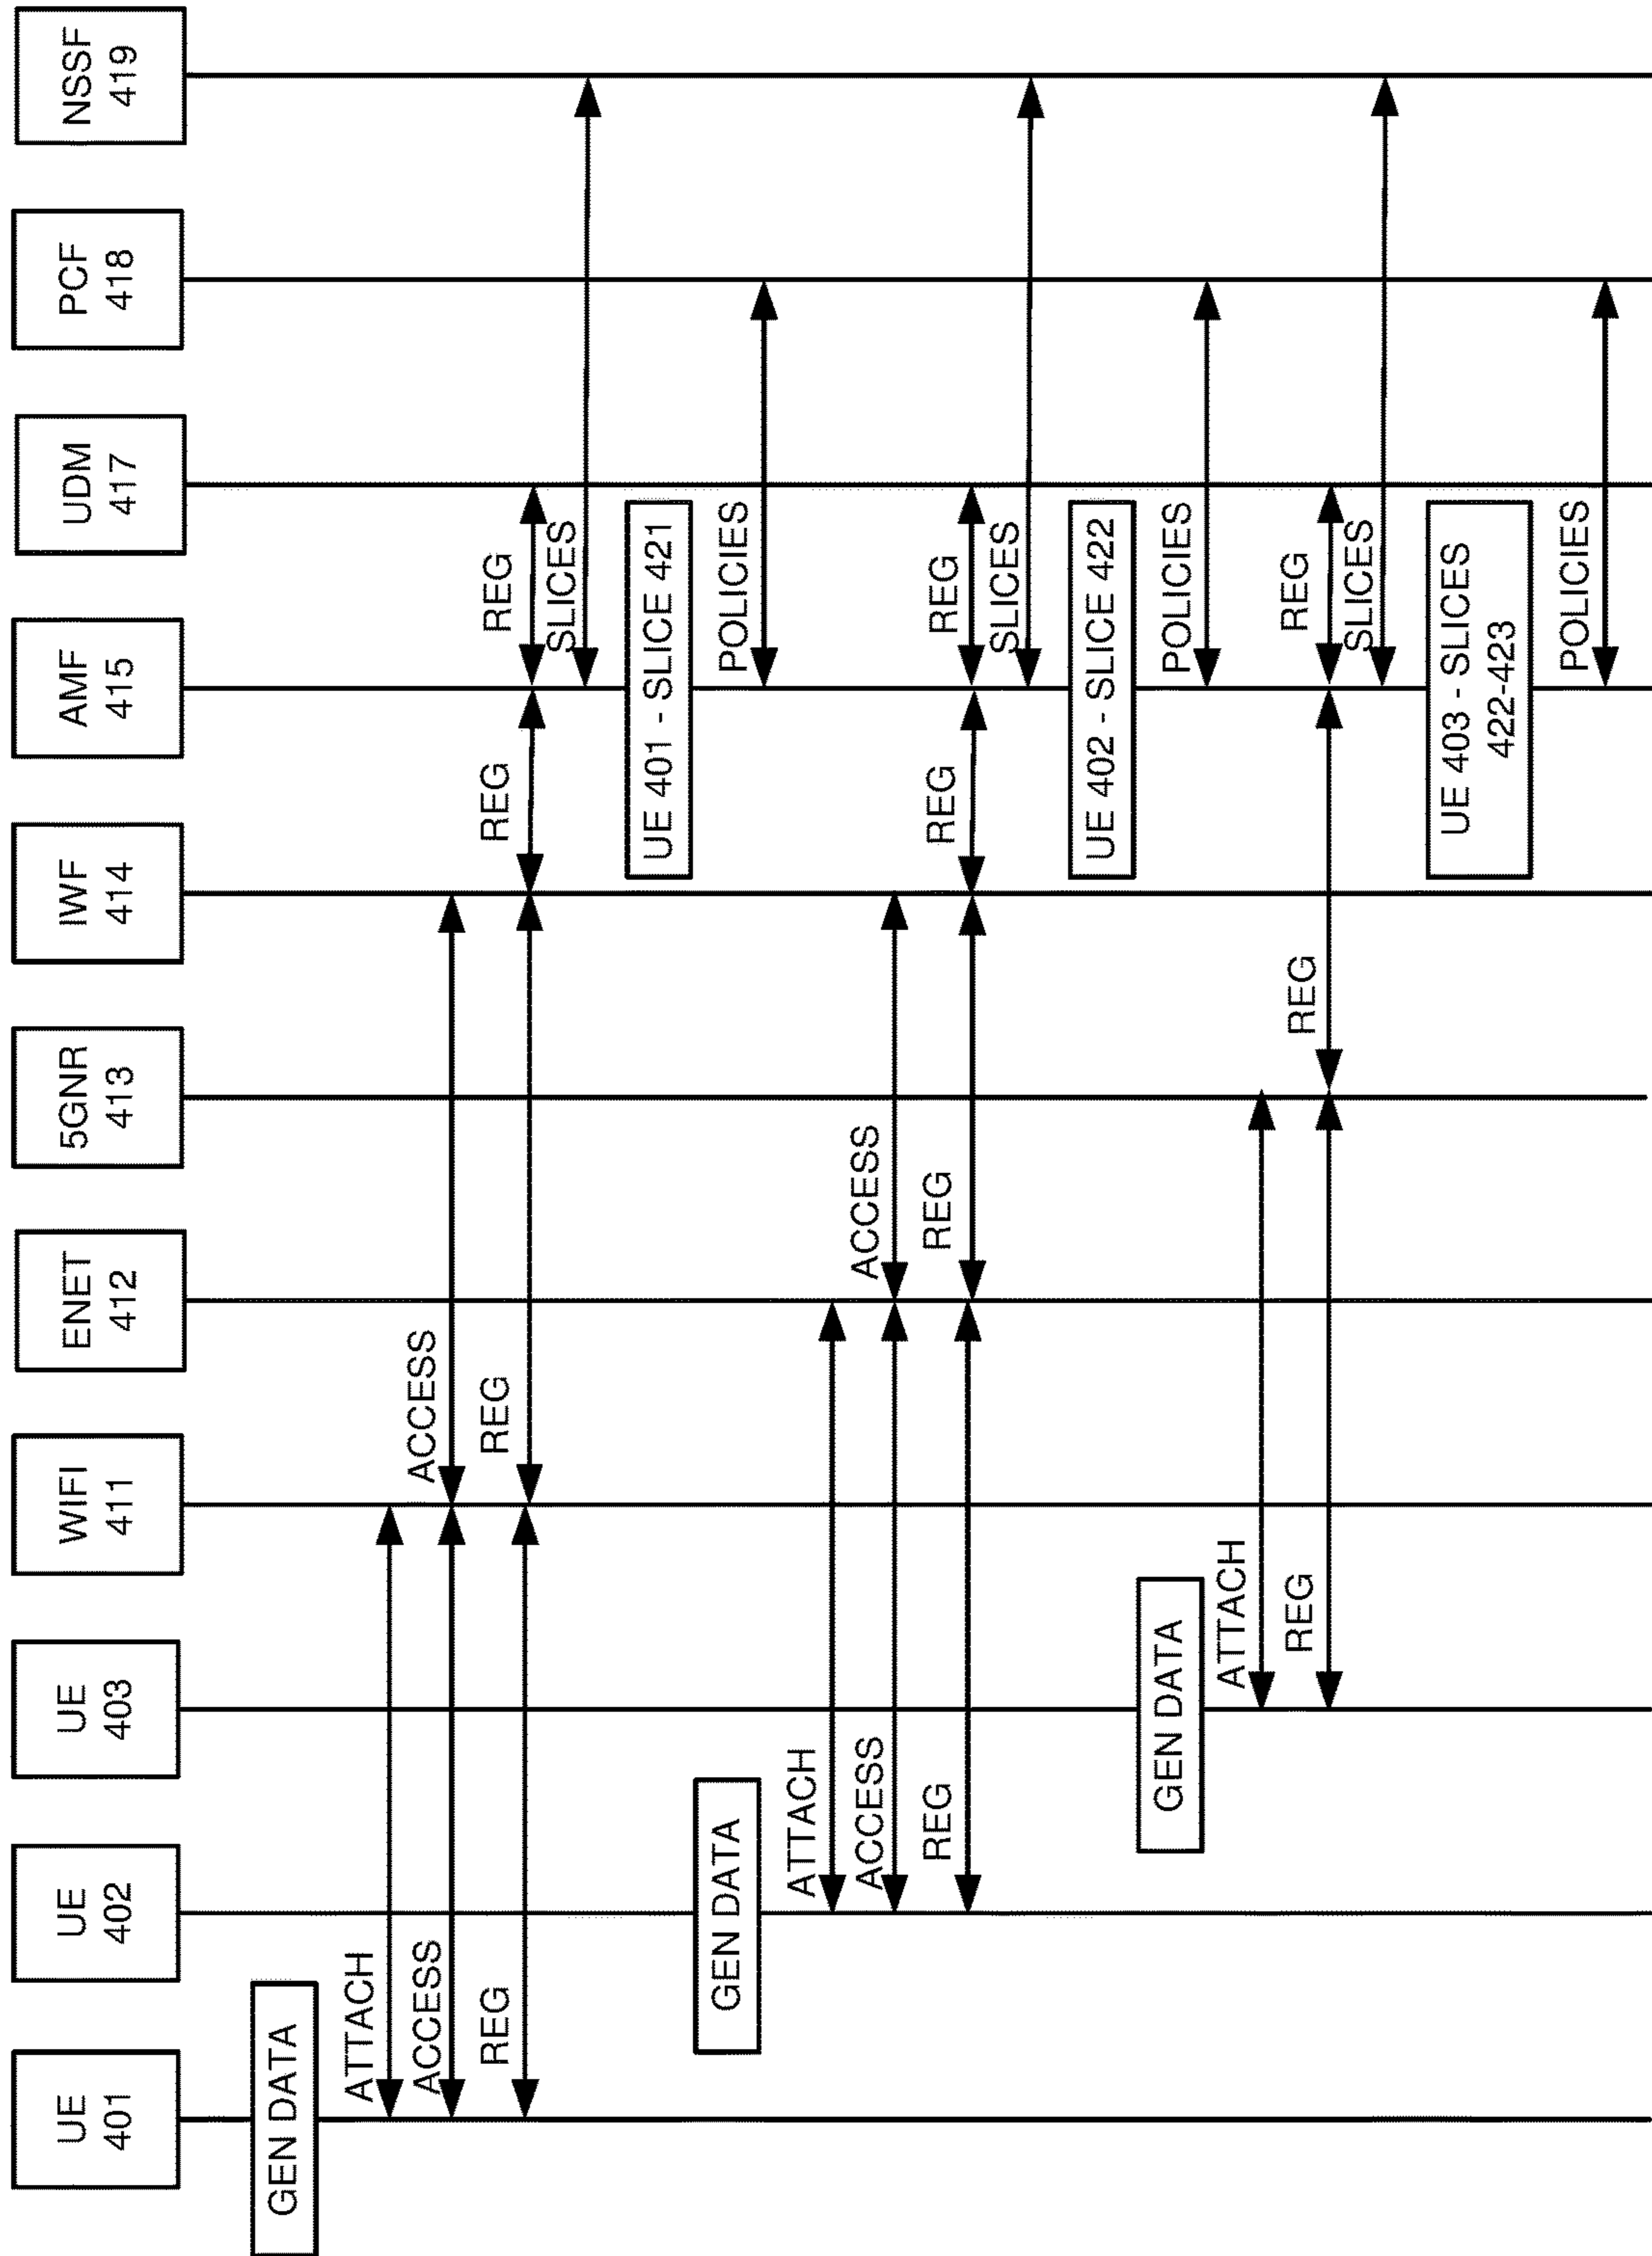 UE
401
UE
402
UE
403
WIFI
411
ENET
412
5GNR
413
IWF
414
AMF
415
UDM
417
PCF
418
NSSF
419
GEN DATA
ATTACH
ACCESS
ACCESS
REG
REG
REG
REG
SLICES
UE 401 - SLICE 421
GEN DATA
POLICIES
ATTACH
ACCESS
ACCESS
REG
REG
REG
REG
SLICES
UE 402 - SLICE 422
GEN DATA
POLICIES
ATTACH
REG
REG
REG
SLICES
UE 403 - SLICES
422-423
POLICIES